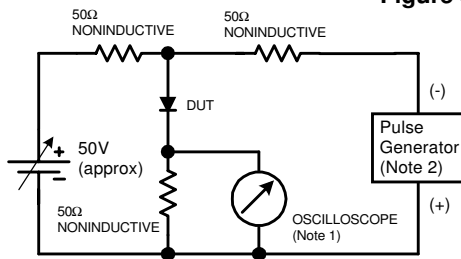 Figure
50Ω
NONINDUCTIVE
50Ω
NONINDUCTIVE
DUT
(-)
+
50V
(approx)
−
Pulse
Generator
(Note 2)
50Ω
NONINDUCTIVE
OSCILLOSCOPE
(Note 1)
(+)